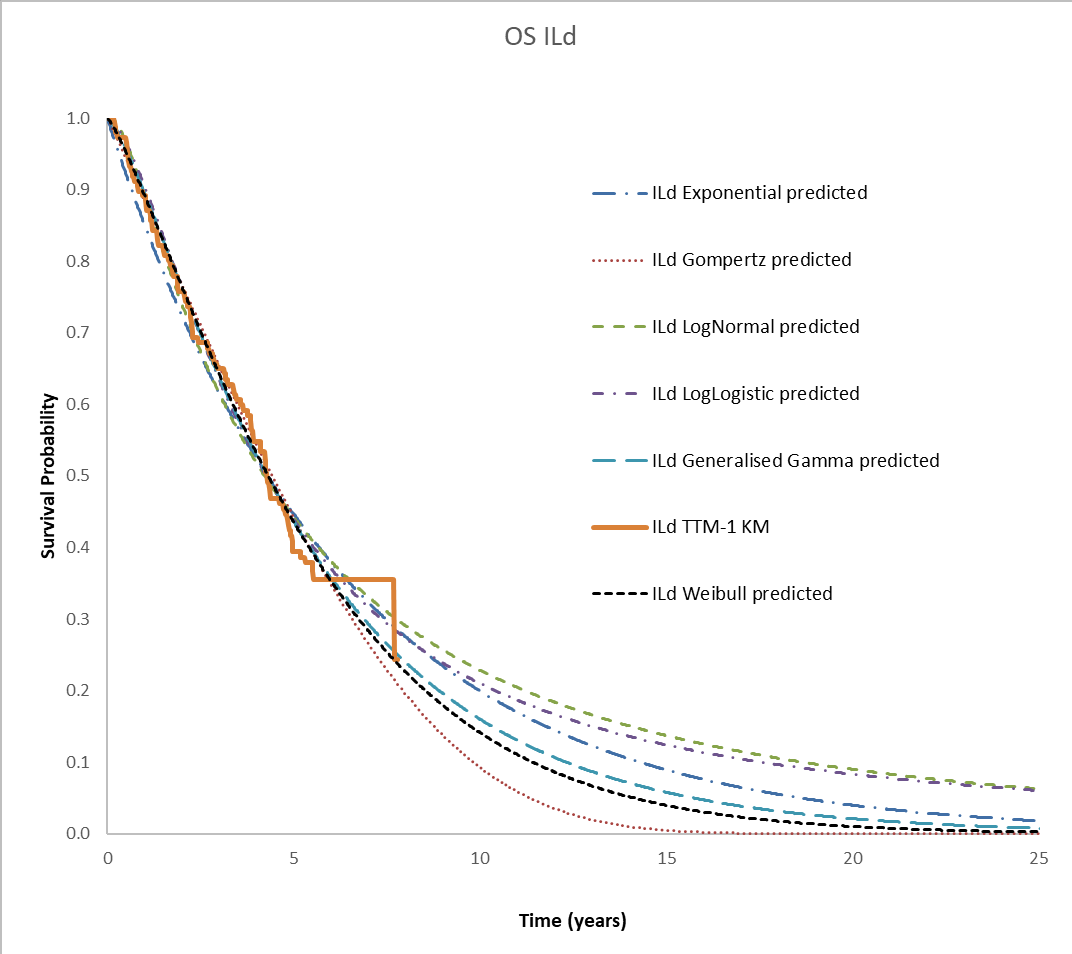 OS ILd
1.0
0.9
0.8
0.7
0.6
0.5
0.4
0.3
0.2
0.1
0.0
Survival Probability
ILd Exponential predicted
ILd Gompertz predicted
ILd LogNormal predicted
ILd LogLogistic predicted
ILd Generalised Gamma predicted
ILd TTM-1 KM
ILd Weibull predicted
0 5 10 15 20 25
Time (years)